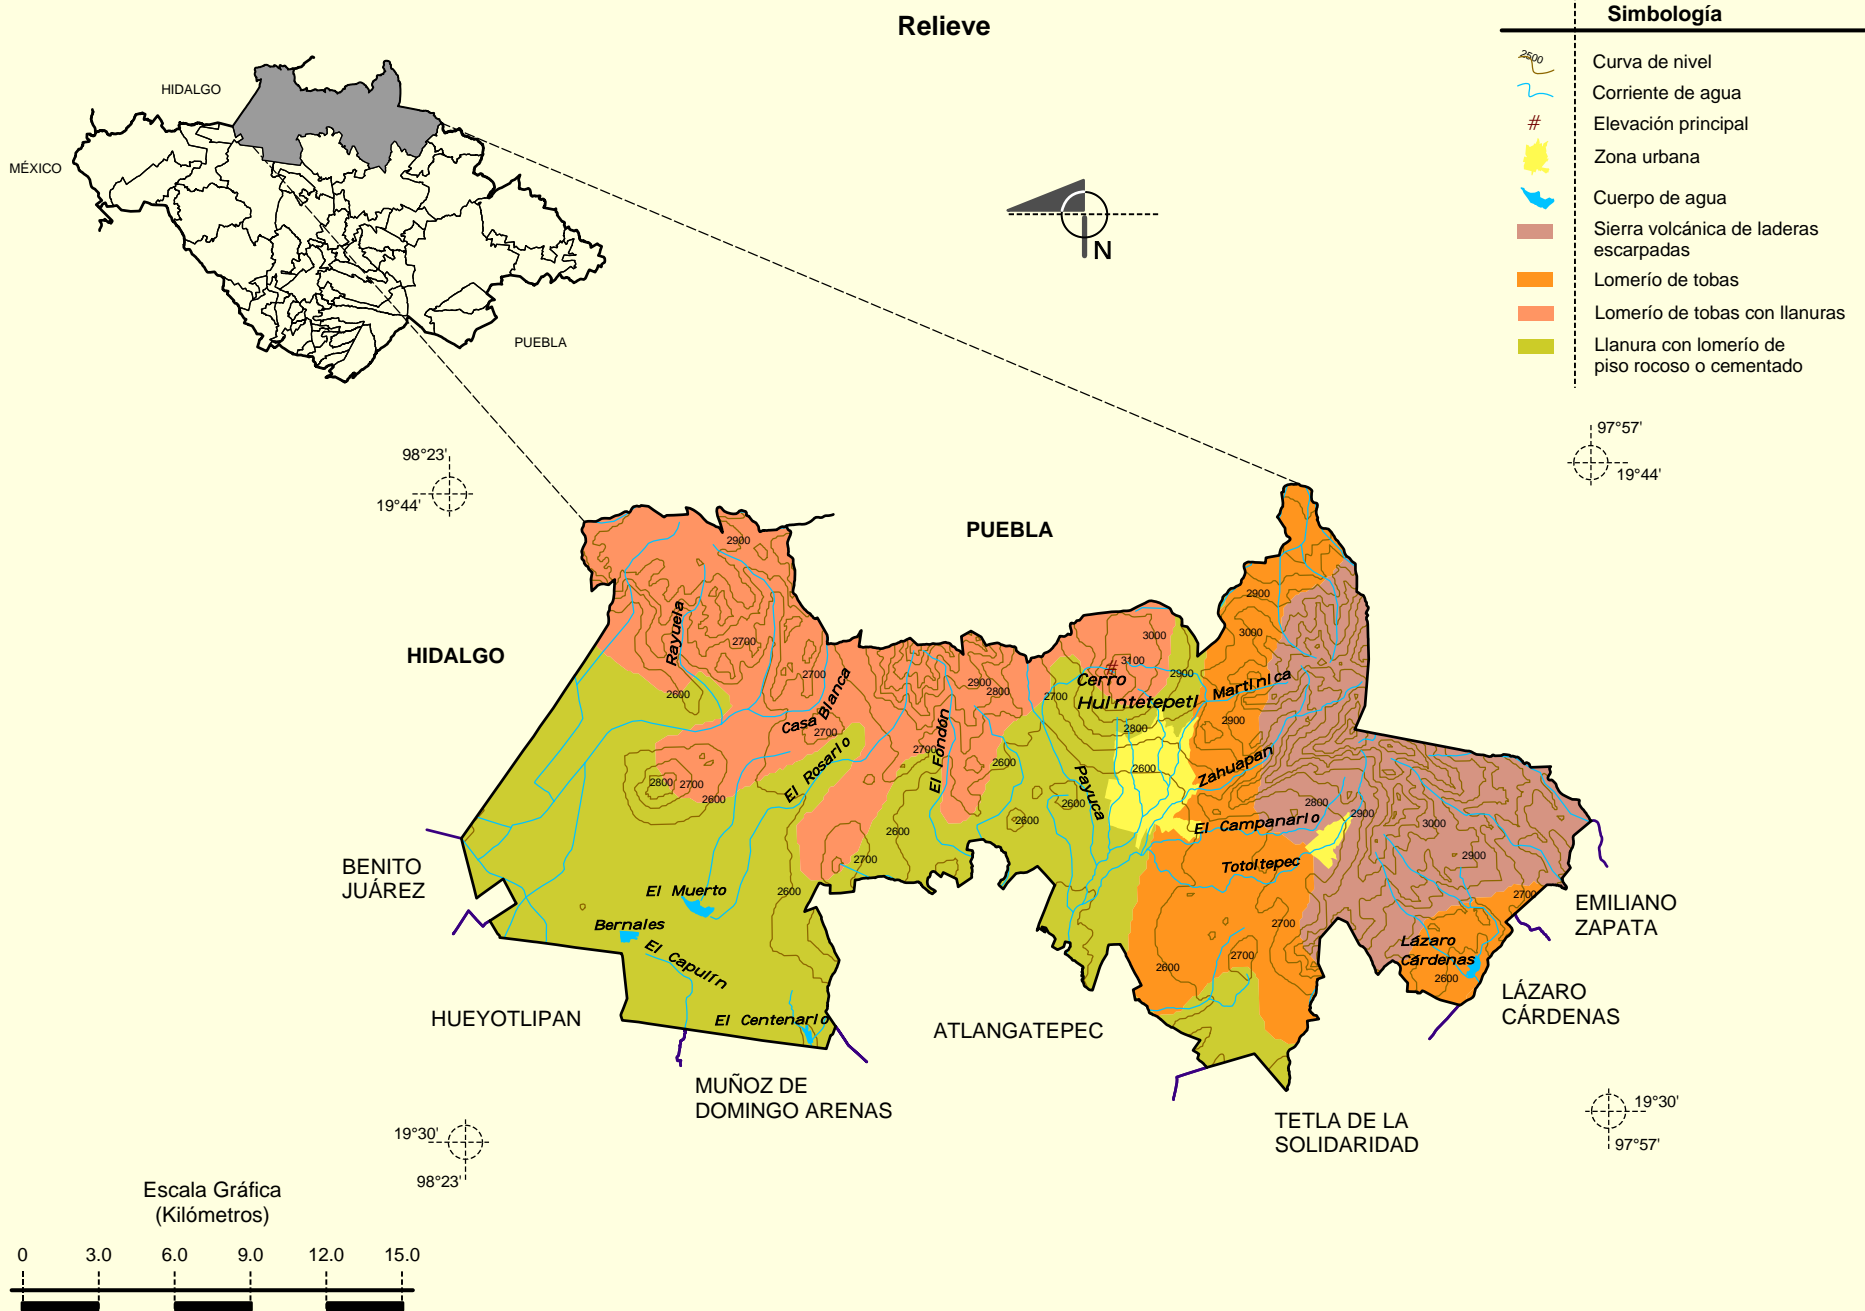 Relieve
Simbología
2500
Curva de nivel
Corriente de agua
# Elevación principal
Zona urbana
Cuerpo de agua
Sierra volcánica de laderas
escarpadas
Lomerío de tobas
Lomerío de tobas con llanuras
Llanura con lomerío de
piso rocoso o cementado
HIDALGO
MÉXICO
PUEBLA
N
98°23'
19°44'
97°57'
19°44'
PUEBLA
HIDALGO
2900
Rayuela
2700
2700
2600
Casa Blanca
2700
El Rosario
2800
2700
2600
2900
2800
2700
El Fondón
2600
2600
2700
2600
2700
2600
2600
3000
#
3100
Cerro
Huintetepetl
2900
2800
2600
Payuca
2900
3000
Martinica
2900
Zahuapan
El Campanario
2800
2900
3000
Totoltepec
2900
2700
2700
2700
2600
Lázaro
Cárdenas
2600
El Muerto
Bernales
El Capulín
El Centenario
BENITO
JUÁREZ
HUEYOTLIPAN
MUÑOZ DE
DOMINGO ARENAS
ATLANGATEPEC
TETLA DE LA
SOLIDARIDAD
LÁZARO
CÁRDENAS
EMILIANO
ZAPATA
19°30'
98°23'
19°30'
97°57'
Escala Gráfica
(Kilómetros)
0 3.0 6.0 9.0 12.0 15.0